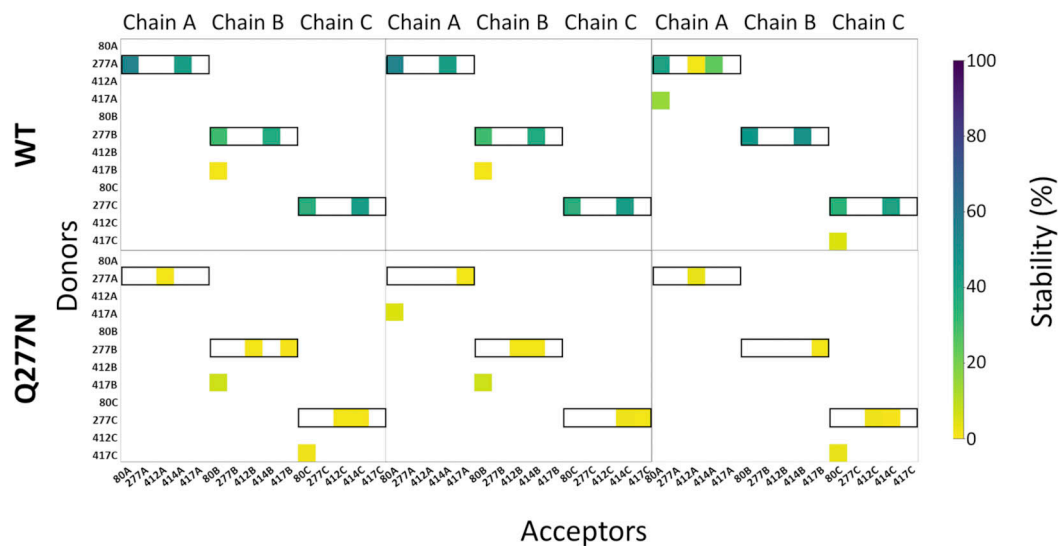 Chain A Chain B Chain C Chain A Chain B Chain C Chain A Chain B Chain C
WT
Q277N
Donors
80A
277A
412A
417A
80B
277B
412B
417B
80C
277C
412C
417C
80A
277A
412A
417A
80B
277B
412B
417B
80C
277C
412C
417C
80A 277A 412A 414A 417A 80B 277B 412B 414B 417B 80C 277C 412C 414C 417C 80A 277A 412A 414A 417A 80B 277B 412B 414B 417B 80C 277C 412C 414C 417C 80A 277A 412A 414A 417A 80B 277B 412B 414B 417B 80C 277C 412C 414C 417C
Acceptors
100
80
60
40
20
0
Stability (%)